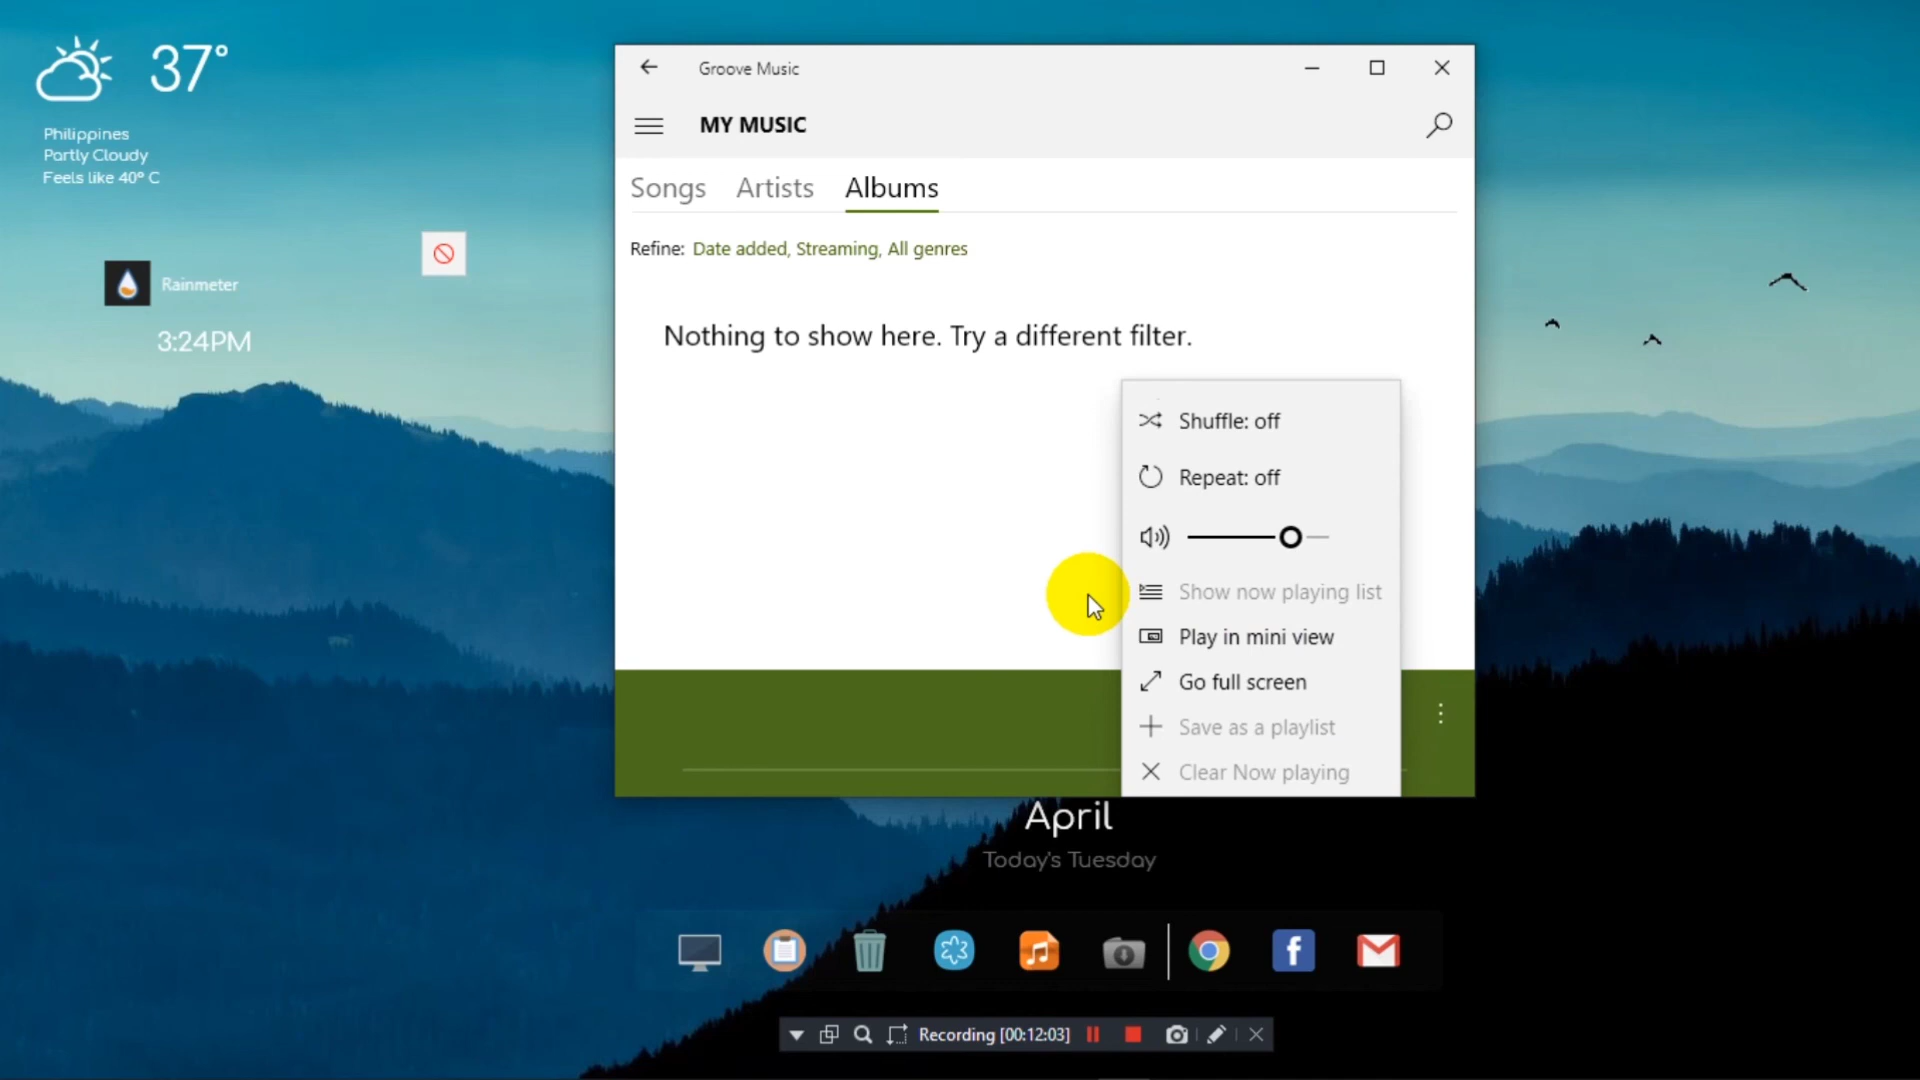 37°
Philippines
Partly Cloudy
Feels like 40° C
Rainmeter
3:24PM
Groove Music
MY MUSIC
Songs Artists Albums
Refine: Date added, Streaming, All genres
Nothing to show here. Try a different filter.
Shuffle: off
Repeat: off
Show now playing list
Play in mini view
Go full screen
Save as a playlist
Clear Now playing
April
Today's Tuesday
Recording [00:12:03]